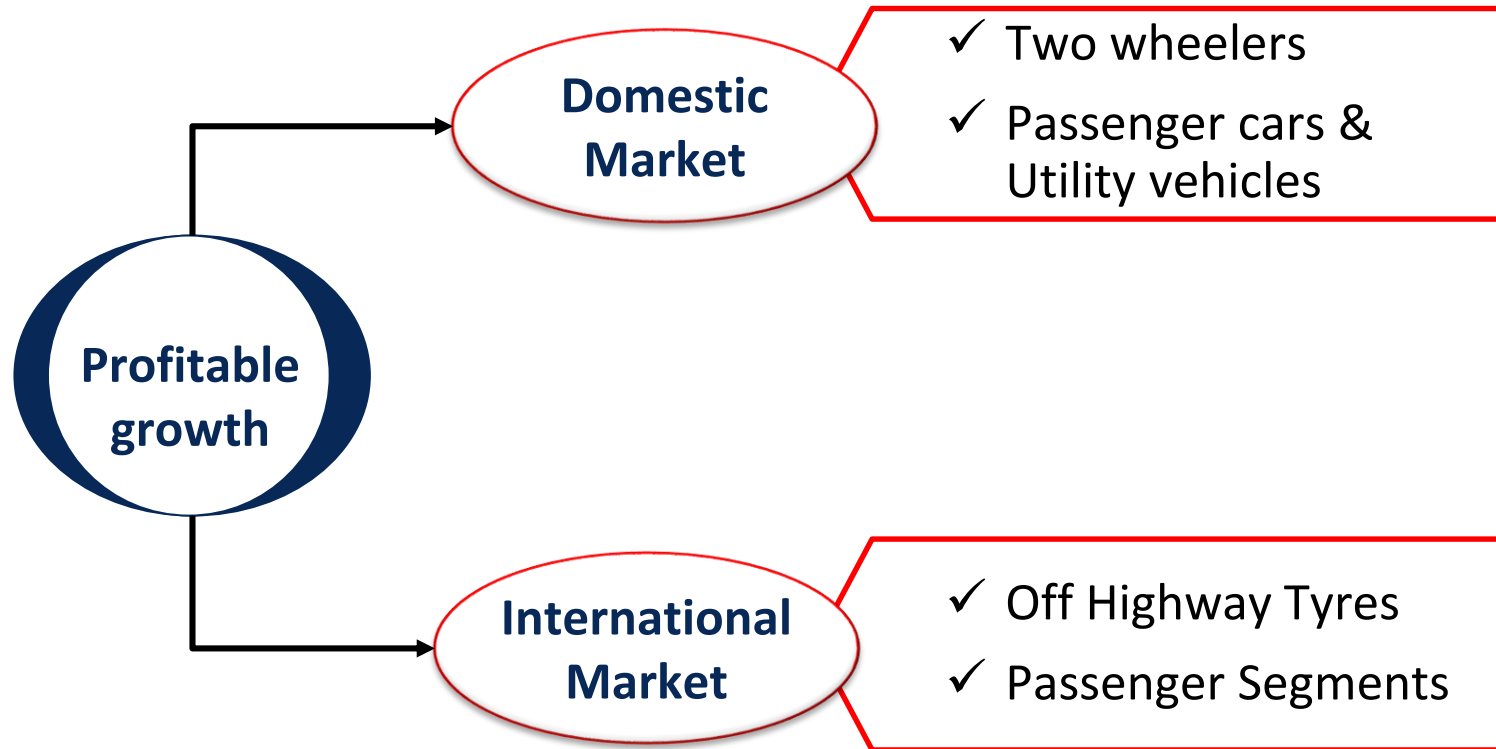 Profitable
growth
Domestic
Market
✓ Two wheelers
✓ Passenger cars &
Utility vehicles
International
Market
✓ Off Highway Tyres
✓ Passenger Segments